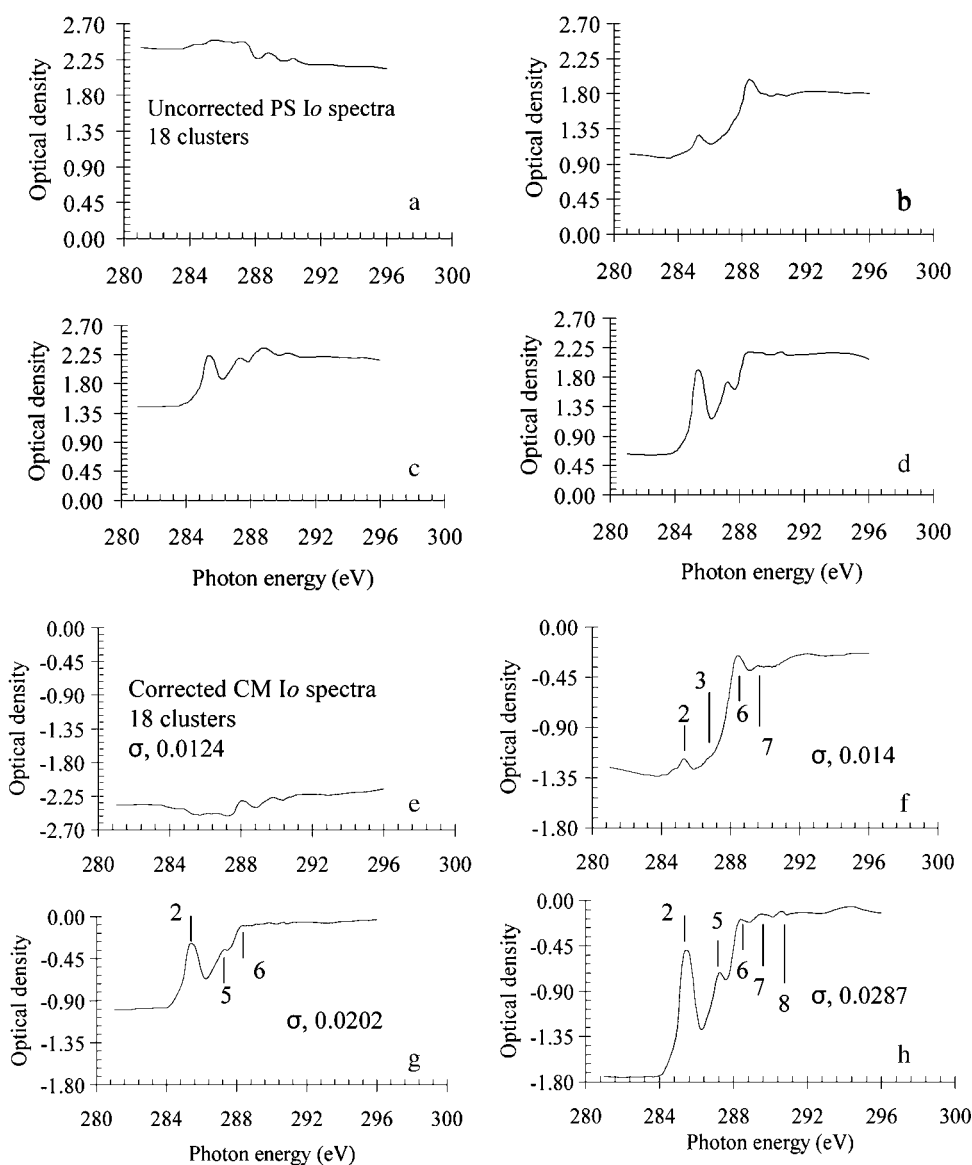 Optical density
2.70
2.25
1.80
1.35
0.90
0.45
0.00
Uncorrected PS Io spectra
18 clusters
a
280 284 288 292 296 300
Optical density
2.70
2.25
1.80
1.35
0.90
0.45
0.00
b
280 284 288 292 296 300
Optical density
2.70
2.25
1.80
1.35
0.90
0.45
0.00
c
280 284 288 292 296 300
Photon energy (eV)
Optical density
2.70
2.25
1.80
1.35
0.90
0.45
0.00
d
280 284 288 292 296 300
Photon energy (eV)
Optical density
0.00
-0.45
-0.90
-1.35
-1.80
-2.25
-2.70
Corrected CM Io spectra
18 clusters
σ, 0.0124
e
280 284 288 292 296 300
Optical density
0.00
-0.45
-0.90
-1.35
-1.80
2
3
6
7
σ, 0.014
f
280 284 288 292 296 300
Optical density
-0.00
-0.45
-0.90
-1.35
-1.80
2
5
6
σ, 0.0202
g
280 284 288 292 296 300
Photon energy (eV)
Optical density
-0.00
-0.45
-0.90
-1.35
-1.80
2
5
6
7
8
σ, 0.0287
h
280 284 288 292 296 300
Photon energy (eV)